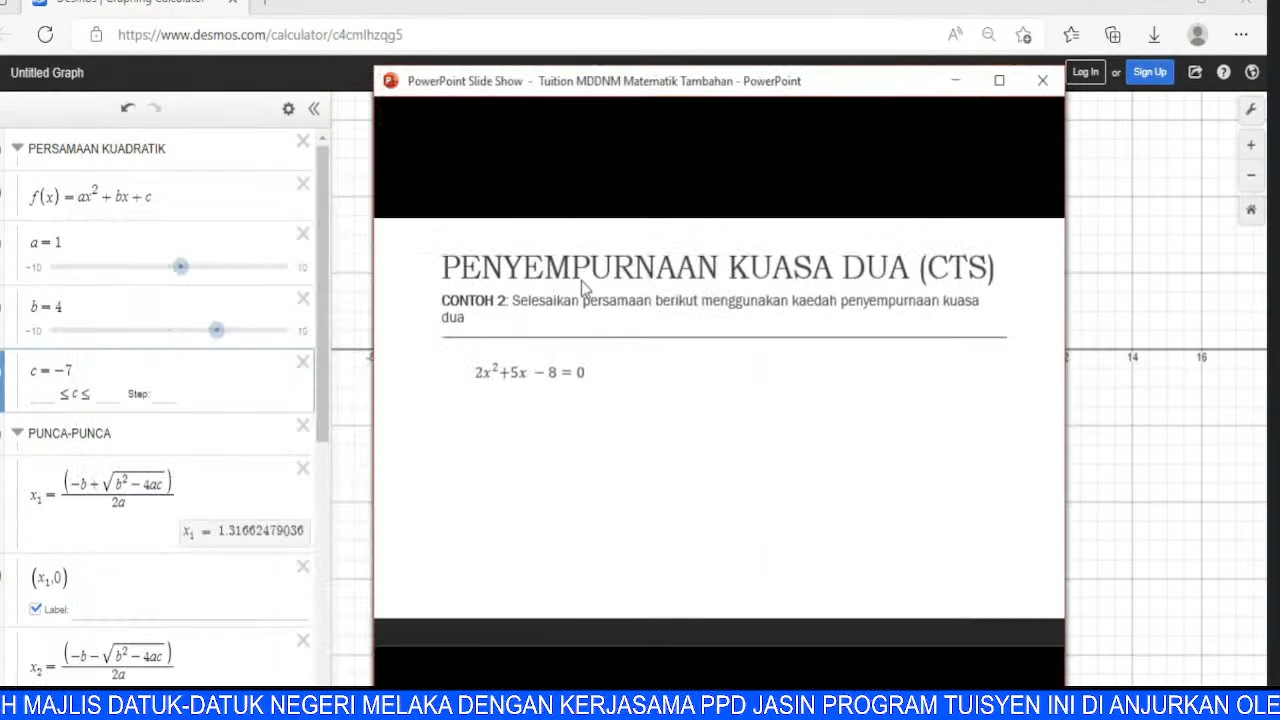 Desmos | Graphing Calculator
https://www.desmos.com/calculator/c4cmlhzqg5
Untitled Graph
PowerPoint Slide Show - Tuition MDDNM Matematik Tambahan - PowerPoint
Log In or Sign Up
PERSAMAAN KUADRATIK
f(x) = ax² + bx + c
a = 1
-10 10
b = 4
-10 10
c = -7
≤ c ≤ Step:
PUNCA-PUNCA
x₁ = (-b + √(b² - 4ac)) / 2a
x₁ = 1.31662479036
(x₁,0)
Label:
x₂ = (-b - √(b² - 4ac)) / 2a
PENYEMPURNAAN KUASA DUA (CTS)
CONTOH 2: Selesaikan persamaan berikut menggunakan kaedah penyempurnaan kuasa
dua
2x²+5x - 8 = 0
14 16
H MAJLIS DATUK-DATUK NEGERI MELAKA DENGAN KERJASAMA PPD JASIN PROGRAM TUISYEN INI DI ANJURKAN OLE